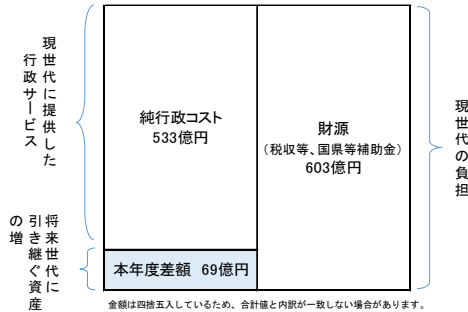 現世代に提供した
行政サービス
純行政コスト
533億円
財源
（税収等、国県等補助金）
603億円
現世代の負担
将来世代に
引き継ぐ資産
の増
本年度差額 69億円
金額は四捨五入しているため、合計値と内訳が一致しない場合があります。